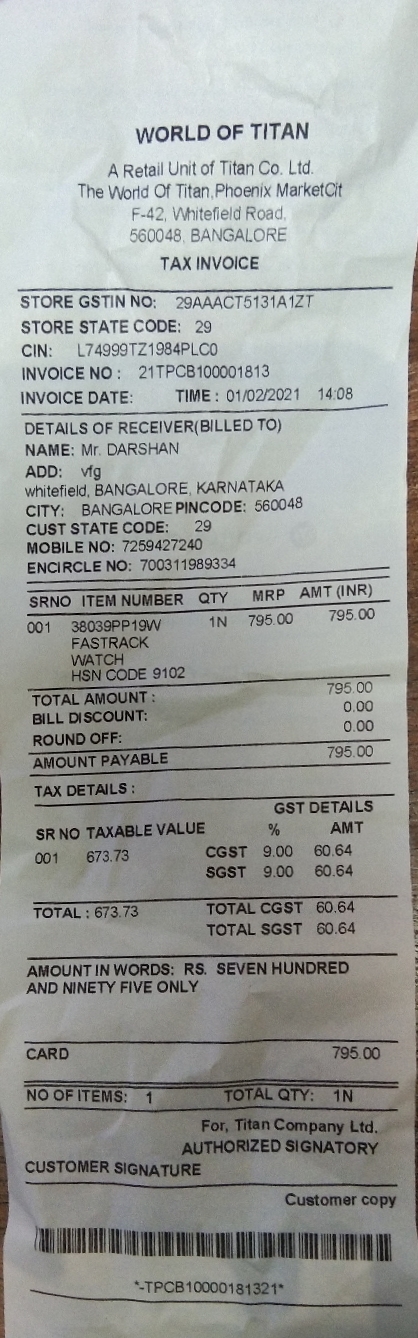 WORLD OF TITAN
A Retail Unit of Titan Co. Ltd.
The World Of Titan,Phoenix MarketCit
F-42, Whitefield Road,
560048, BANGALORE
TAX INVOICE
STORE GSTIN NO: 29AAACT5131A1ZT
STORE STATE CODE: 29
CIN: L74999TZ1984PLC0
INVOICE NO : 21TPCB100001813
INVOICE DATE: TIME : 01/02/2021 14:08
DETAILS OF RECEIVER(BILLED TO)
NAME: Mr. DARSHAN
ADD: vfg
whitefield, BANGALORE, KARNATAKA
CITY: BANGALORE PINCODE: 560048
CUST STATE CODE: 29
MOBILE NO: 7259427240
ENCIRCLE NO: 700311989334
SRNO ITEM NUMBER QTY MRP AMT (INR)
001 38039PP19W 1N 795.00 795.00
FASTRACK
WATCH
HSN CODE 9102
TOTAL AMOUNT : 795.00
BILL DISCOUNT: 0.00
ROUND OFF: 0.00
AMOUNT PAYABLE 795.00
TAX DETAILS :
GST DETAILS
SR NO TAXABLE VALUE % AMT
001 673.73 CGST 9.00 60.64
SGST 9.00 60.64
TOTAL : 673.73 TOTAL CGST 60.64
TOTAL SGST 60.64
AMOUNT IN WORDS: RS. SEVEN HUNDRED
AND NINETY FIVE ONLY
CARD 795.00
NO OF ITEMS: 1 TOTAL QTY: 1N
For, Titan Company Ltd.
AUTHORIZED SIGNATORY
CUSTOMER SIGNATURE
Customer copy
*-TPCB10000181321*